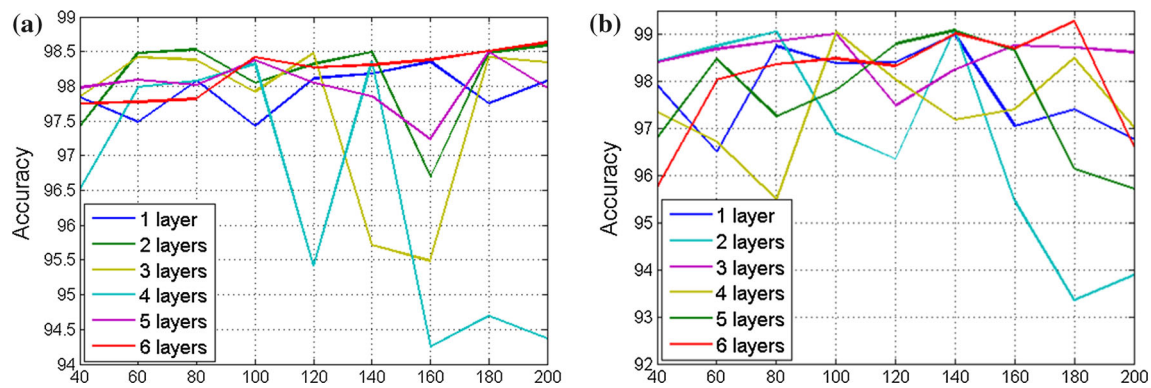 (a)
99
98.5
98
97.5
97
96.5
96
95.5
95
94.5
94
Accuracy
1 layer
2 layers
3 layers
4 layers
5 layers
6 layers
40 60 80 100 120 140 160 180 200
(b)
99
98
97
96
95
94
93
92
Accuracy
1 layer
2 layers
3 layers
4 layers
5 layers
6 layers
40 60 80 100 120 140 160 180 200